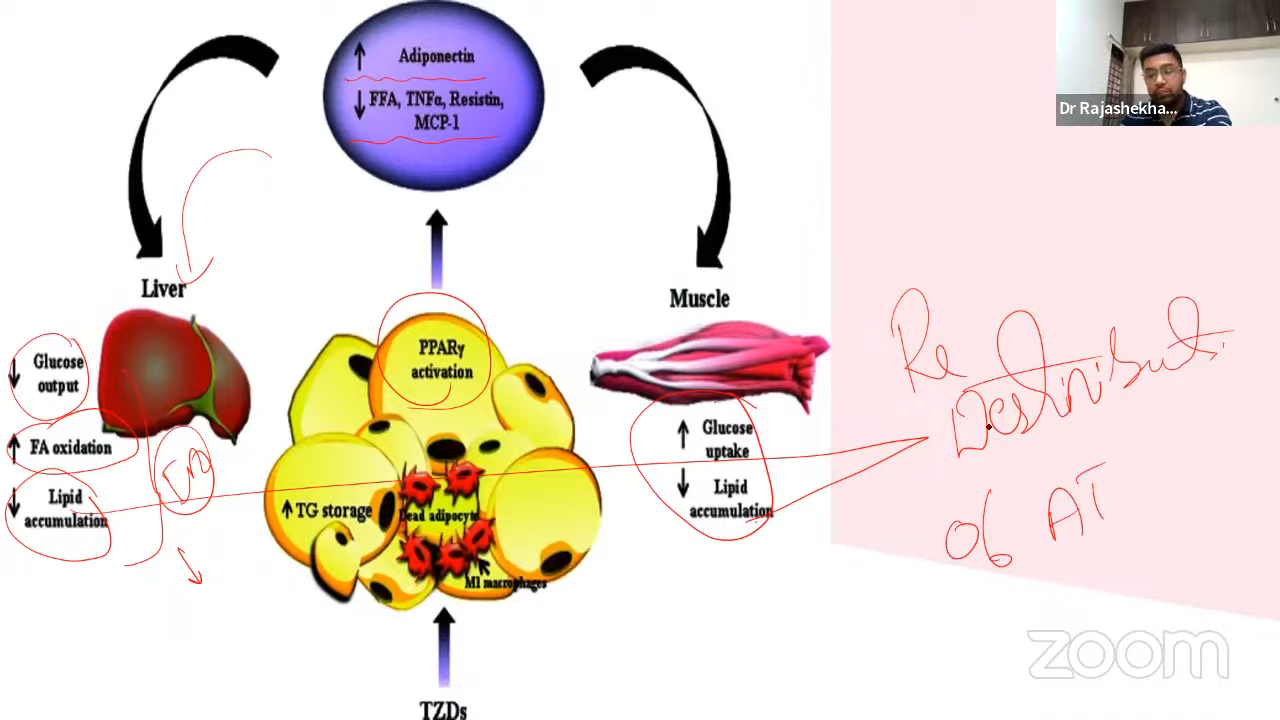 Adiponectin
FFA, TNFα, Resistin,
MCP-1
Dr Rajashekha...
Liver
Muscle
PPARγ
activation
Glucose
output
FA oxidation
Lipid
accumulation
TG storage
Dead adipocyte
M1 macrophages
Glucose
uptake
Lipid
accumulation
Re
of AT
TZDs
zoom